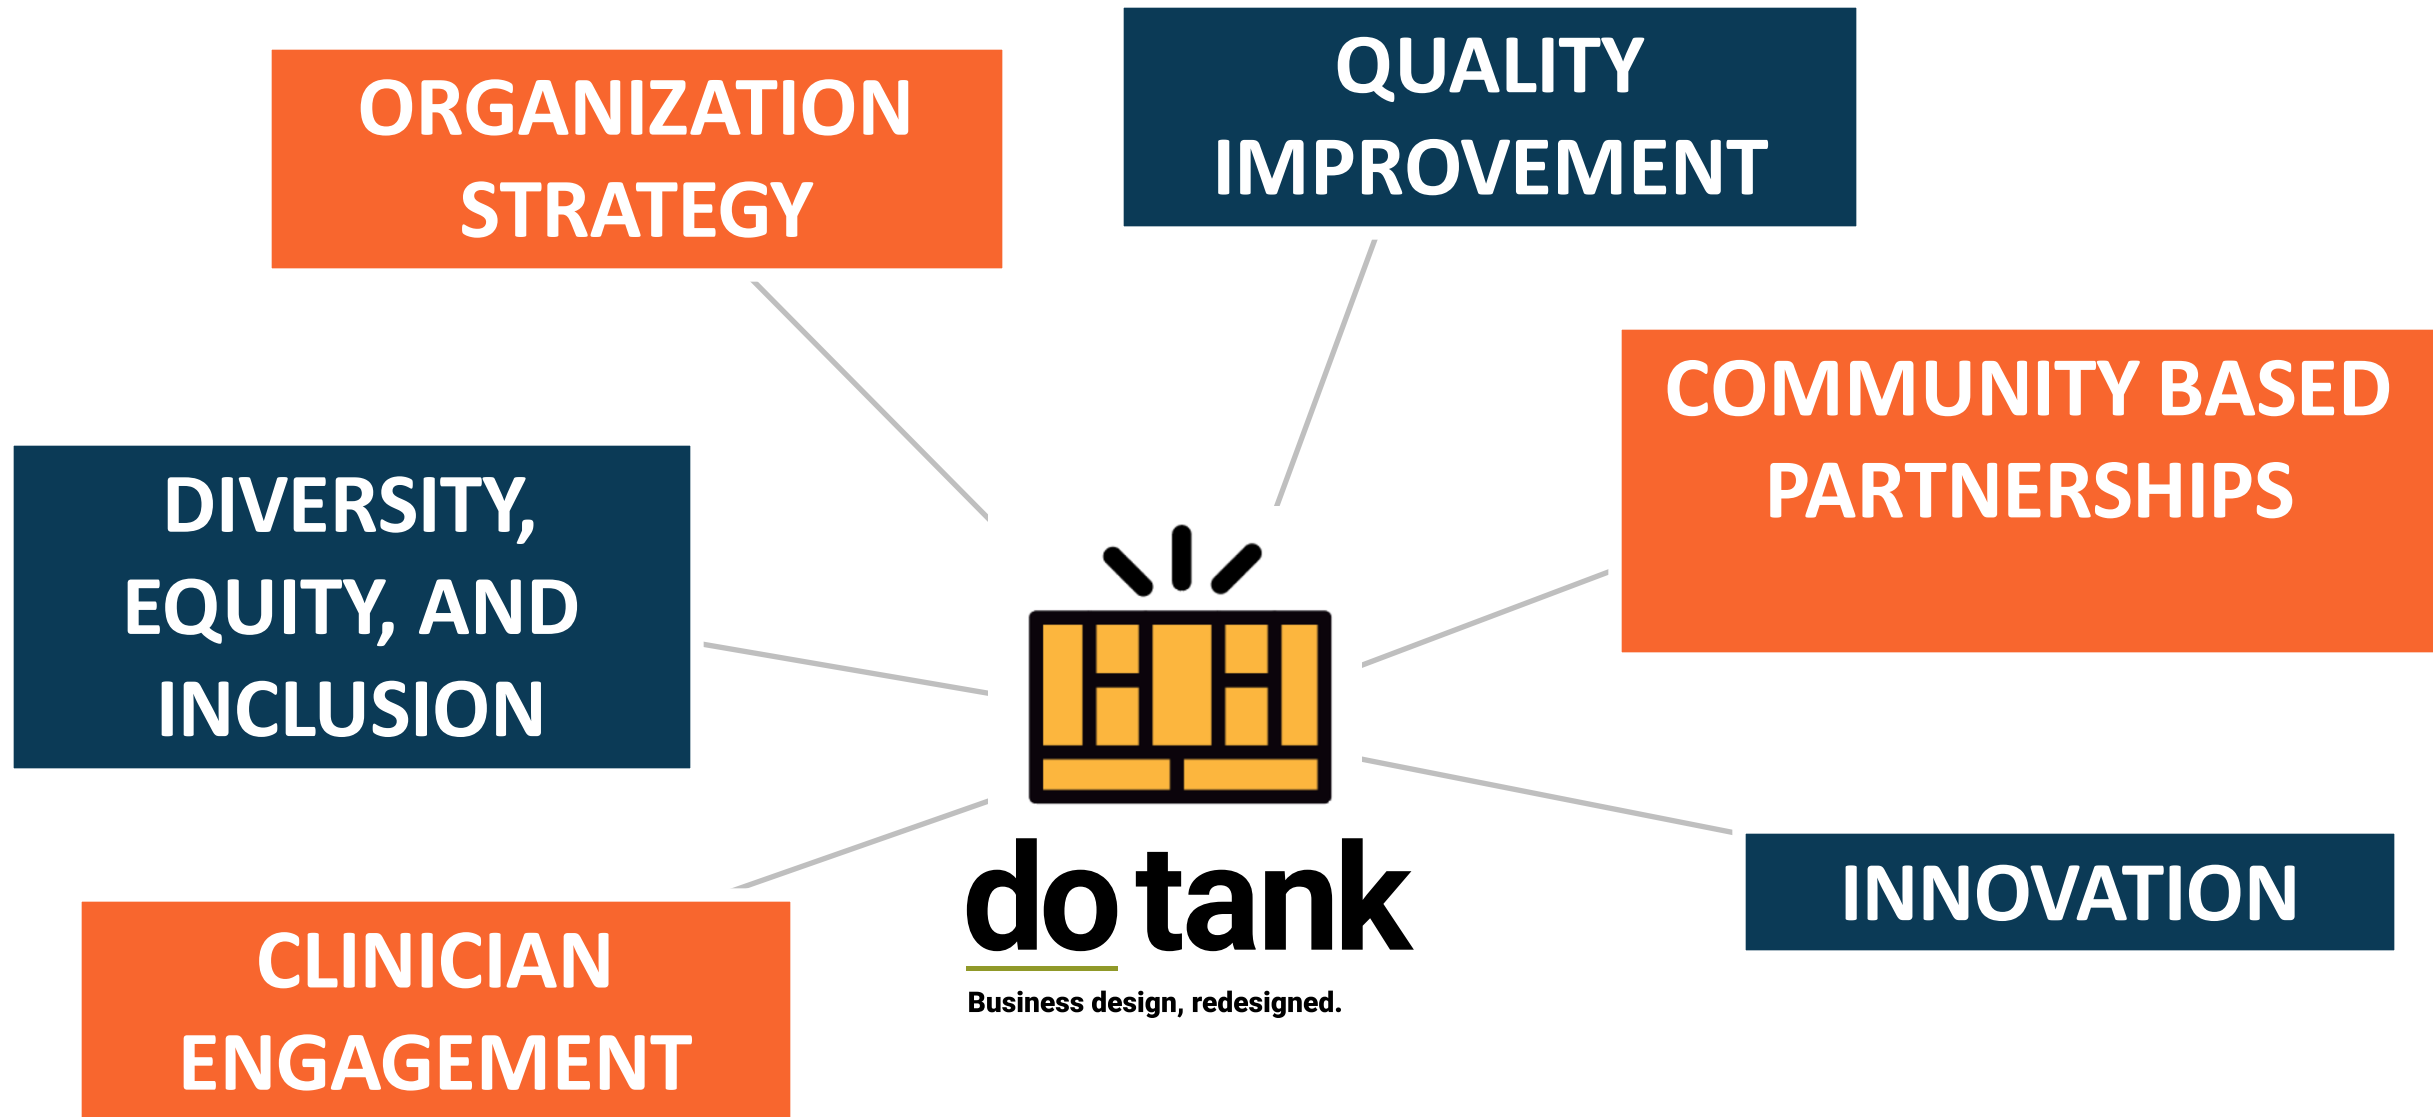 ORGANIZATION
STRATEGY
QUALITY
IMPROVEMENT
COMMUNITY BASED
PARTNERSHIPS
DIVERSITY,
EQUITY, AND
INCLUSION
INNOVATION
CLINICIAN
ENGAGEMENT
do tank
Business design, redesigned.